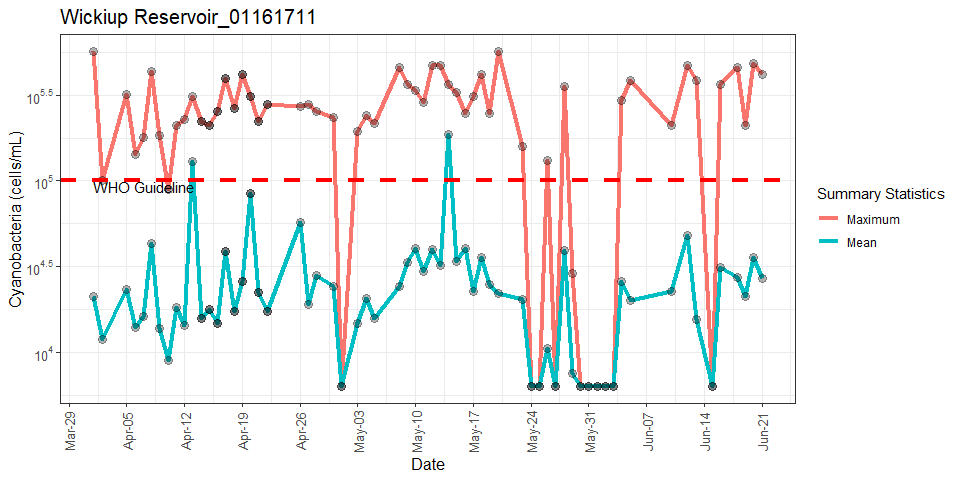 Wickiup Reservoir_01161711
Cyanobacteria (cells/mL)
10^5.5
10^5
10^4.5
10^4
WHO Guideline
Mar-29
Apr-05
Apr-12
Apr-19
Apr-26
May-03
May-10
May-17
May-24
May-31
Jun-07
Jun-14
Jun-21
Date
Summary Statistics
Maximum
Mean